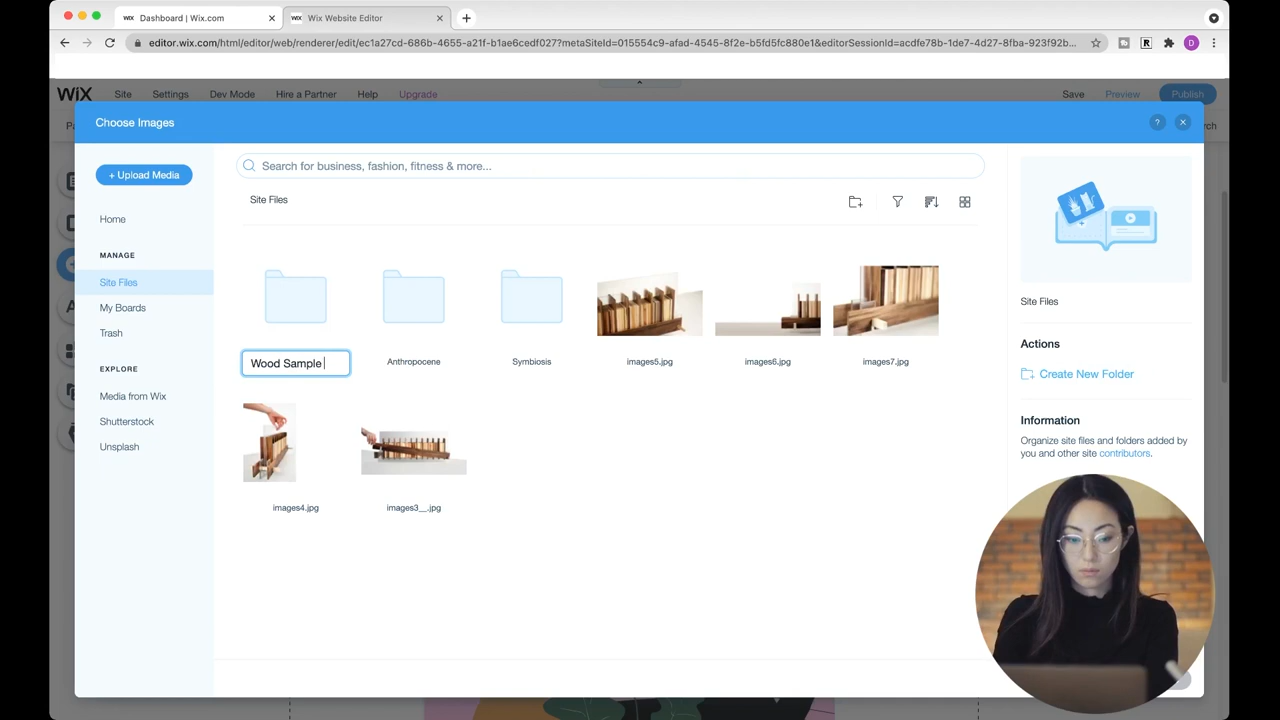 WiX Dashboard | Wix.com
WiX Wix Website Editor
editor.wix.com/html/editor/web/renderer/edit/ec1a27cd-686b-4655-a21f-b1ae6cedf027?metaSiteId=015554c9-afad-4545-8f2e-b5fd5fc880e1&editorSessionId=acdfe78b-1de7-4d27-8fba-923f92b...
R
D
WiX
Site
Settings
Dev Mode
Hire a Partner
Help
Upgrade
Save
Preview
Publish
Choose Images
?
+ Upload Media
Home
MANAGE
Site Files
My Boards
Trash
EXPLORE
Media from Wix
Shutterstock
Unsplash
Search for business, fashion, fitness & more...
Site Files
Wood Sample
Anthropocene
Symbiosis
images5.jpg
images6.jpg
images7.jpg
images4.jpg
images3__.jpg
Site Files
Actions
Create New Folder
Information
Organize site files and folders added by
you and other site contributors.